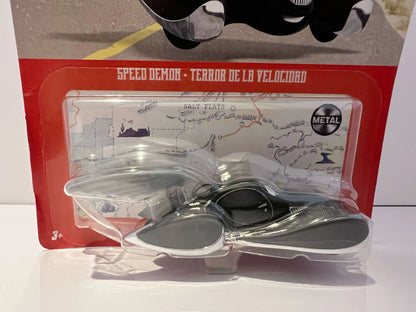 SPEED DEMON • TERROR DE LA VELOCIDAD
SALT FLATS
METAL
3+